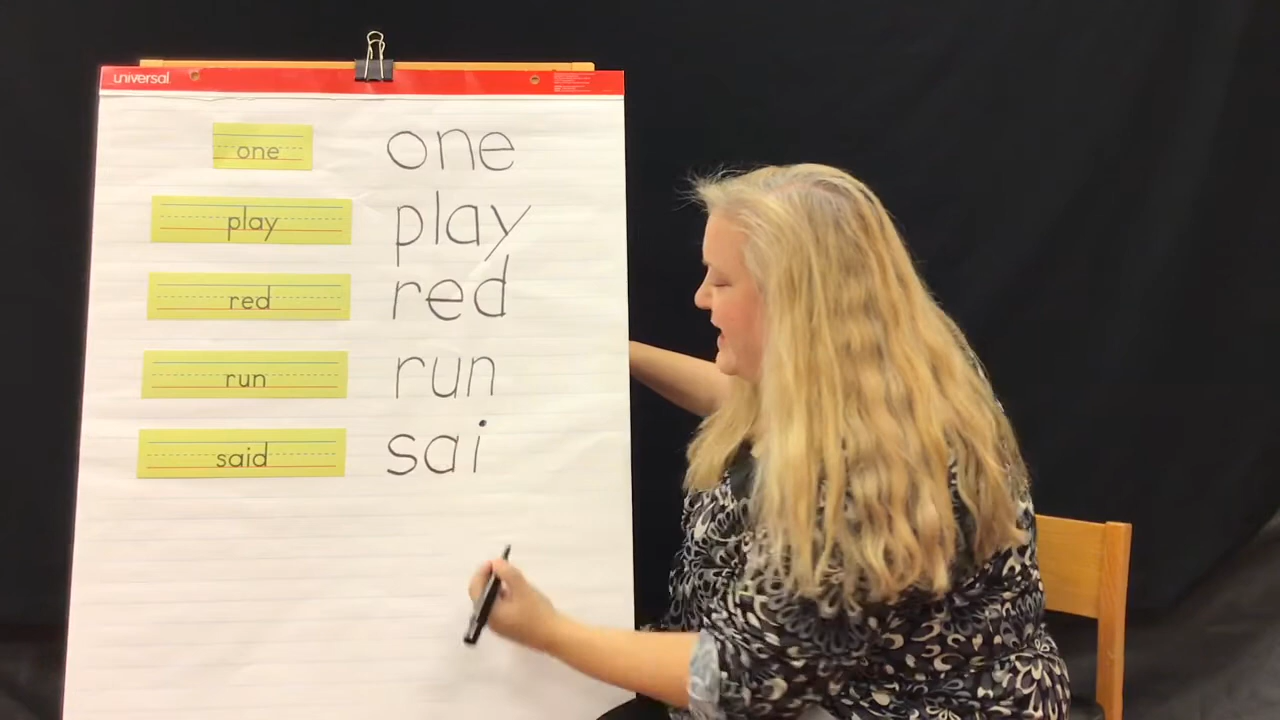 universal
one one
play play
red red
run run
said sai